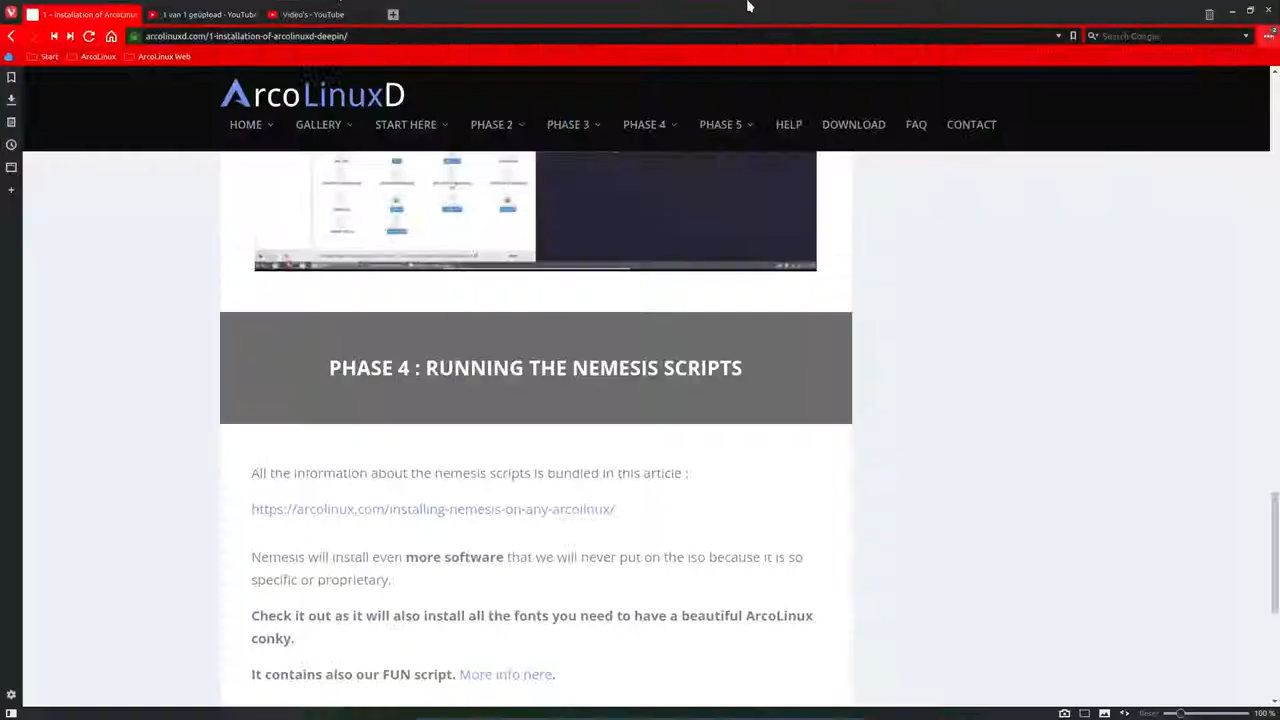 1 - Installation of ArcoLinux
1 van 1 geüpload - YouTube
Video's - YouTube
arcolinuxd.com/1-installation-of-arcolinuxd-deepin/
Search Google
Start
ArcoLinux
ArcoLinux Web
ArcoLinuxD
HOME
GALLERY
START HERE
PHASE 2
PHASE 3
PHASE 4
PHASE 5
HELP
DOWNLOAD
FAQ
CONTACT
PHASE 4 : RUNNING THE NEMESIS SCRIPTS
All the information about the nemesis scripts is bundled in this article :
https://arcolinux.com/installing-nemesis-on-any-arcolinux/
Nemesis will install even more software that we will never put on the iso because it is so
specific or proprietary.
Check it out as it will also install all the fonts you need to have a beautiful ArcoLinux
conky.
It contains also our FUN script. More info here.
Reset
100 %